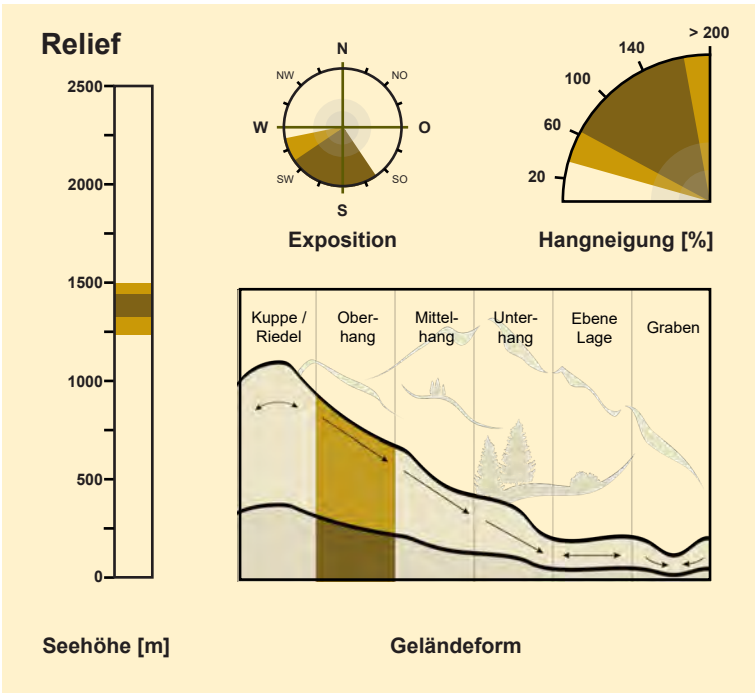 Relief
2500
2000
1500
1000
500
0
Seehöhe [m]
N
NW
NO
W
O
SW
SO
S
Exposition
> 200
140
100
60
20
Hangneigung [%]
Kuppe /
Riedel
Ober-
hang
Mittel-
hang
Unter-
hang
Ebene
Lage
Graben
Geländeform